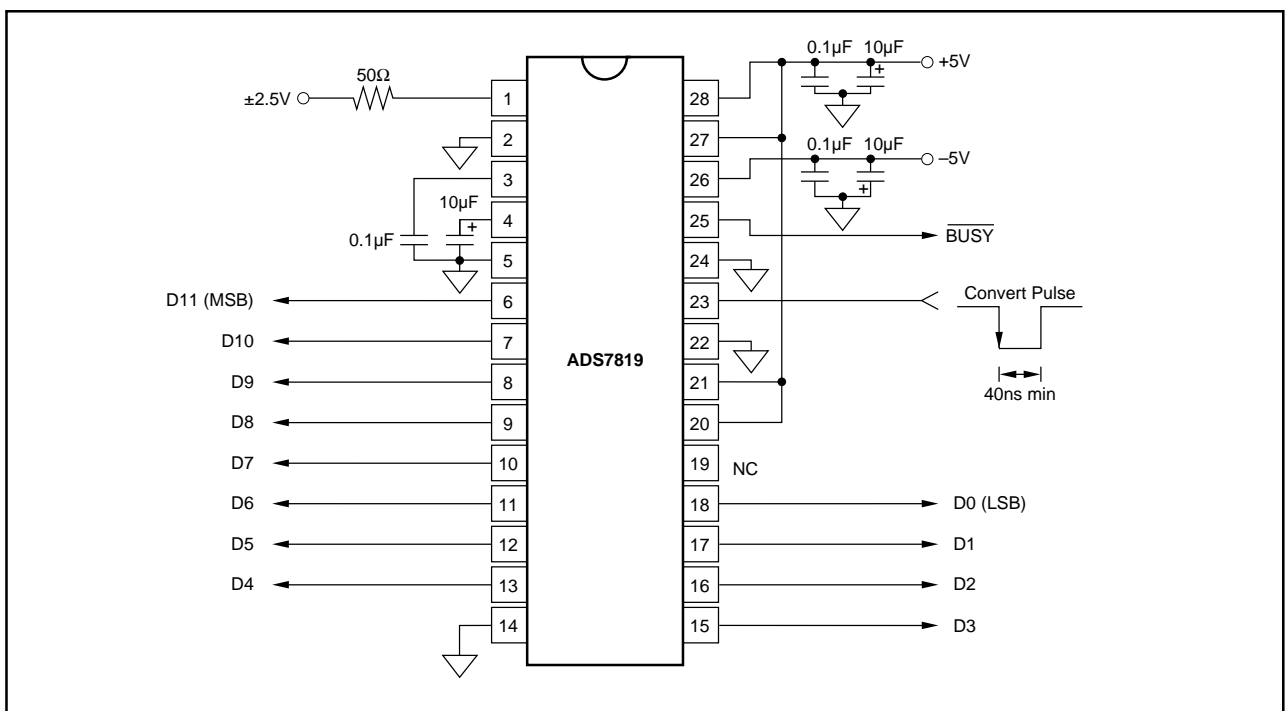 0.1µF 10µF
+5V
50Ω
±2.5V
1 28
2 27
0.1µF 10µF
–5V
3 26
10µF
4 25
BUSY
0.1µF
5 24
D11 (MSB) 6 23 Convert Pulse
D10 7 22
ADS7819
D9 8 21
40ns min
D8 9 20
D7 10 19 NC
D6 11 18 D0 (LSB)
D5 12 17 D1
D4 13 16 D2
14 15 D3
+
+
+